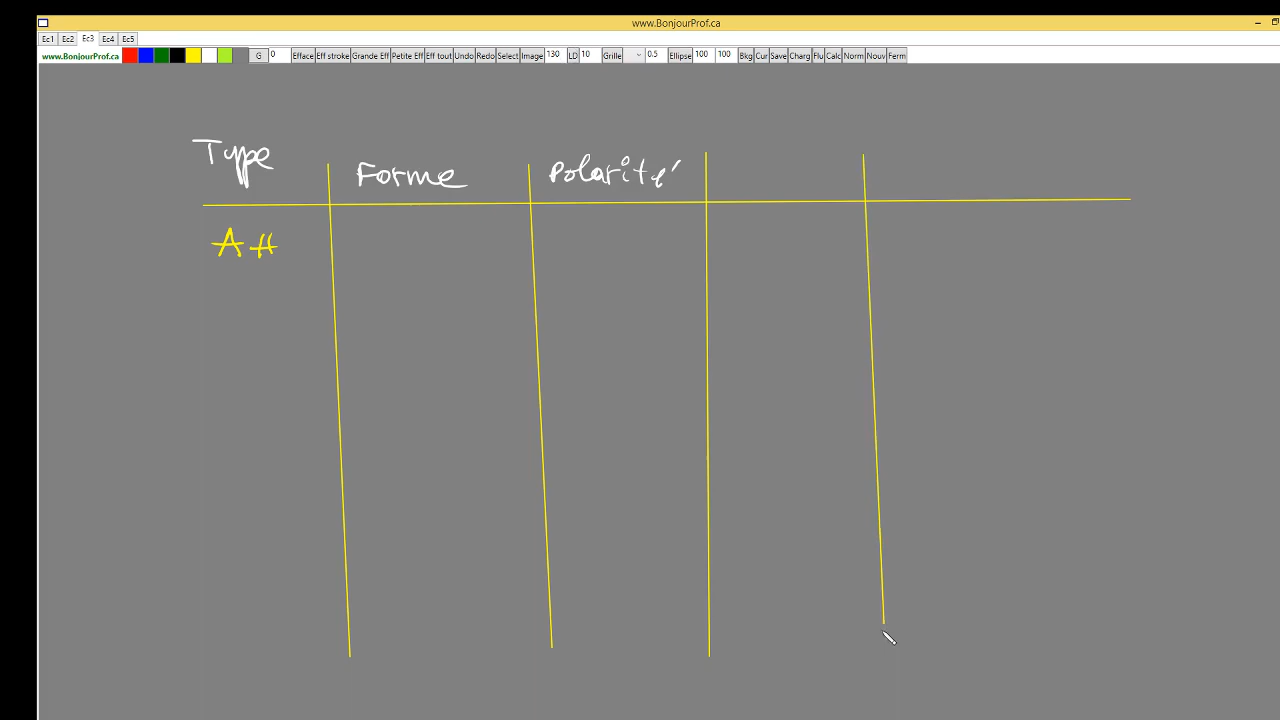 www.BonjourProf.ca
Ec1 Ec2 Ec3 Ec4 Ec5
www.BonjourProf.ca G 0 Efface Eff stroke Grande Eff Petite Eff Eff tout Undo Redo Select Image 130 LD 10 Grille 0.5 Ellipse 100 100 Bkg Cur Save Charg Flu Calc Norm Nouv Ferm
Type Forme Polarité
AH